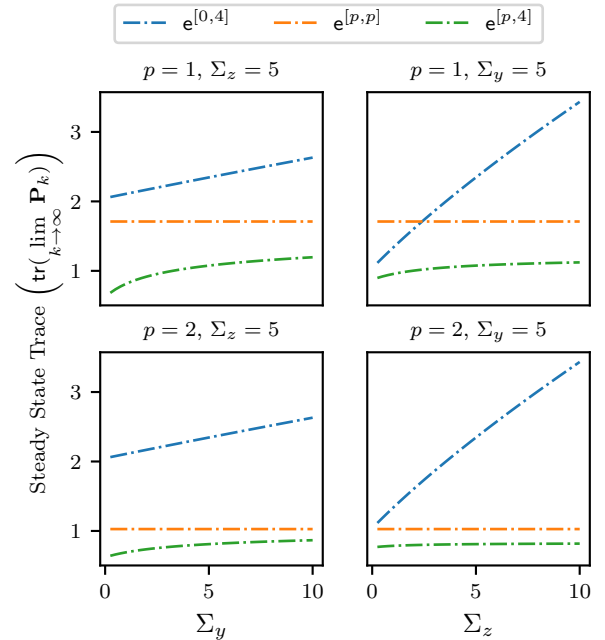 e^{[0,4]} e^{[p,p]} e^{[p,4]}
p = 1, Σ_z = 5
p = 1, Σ_y = 5
3
2
1
p = 2, Σ_z = 5
p = 2, Σ_y = 5
3
2
1
0 5 10
0 5 10
Σ_y
Σ_z
Steady State Trace (tr( lim_{k→∞} P_k))